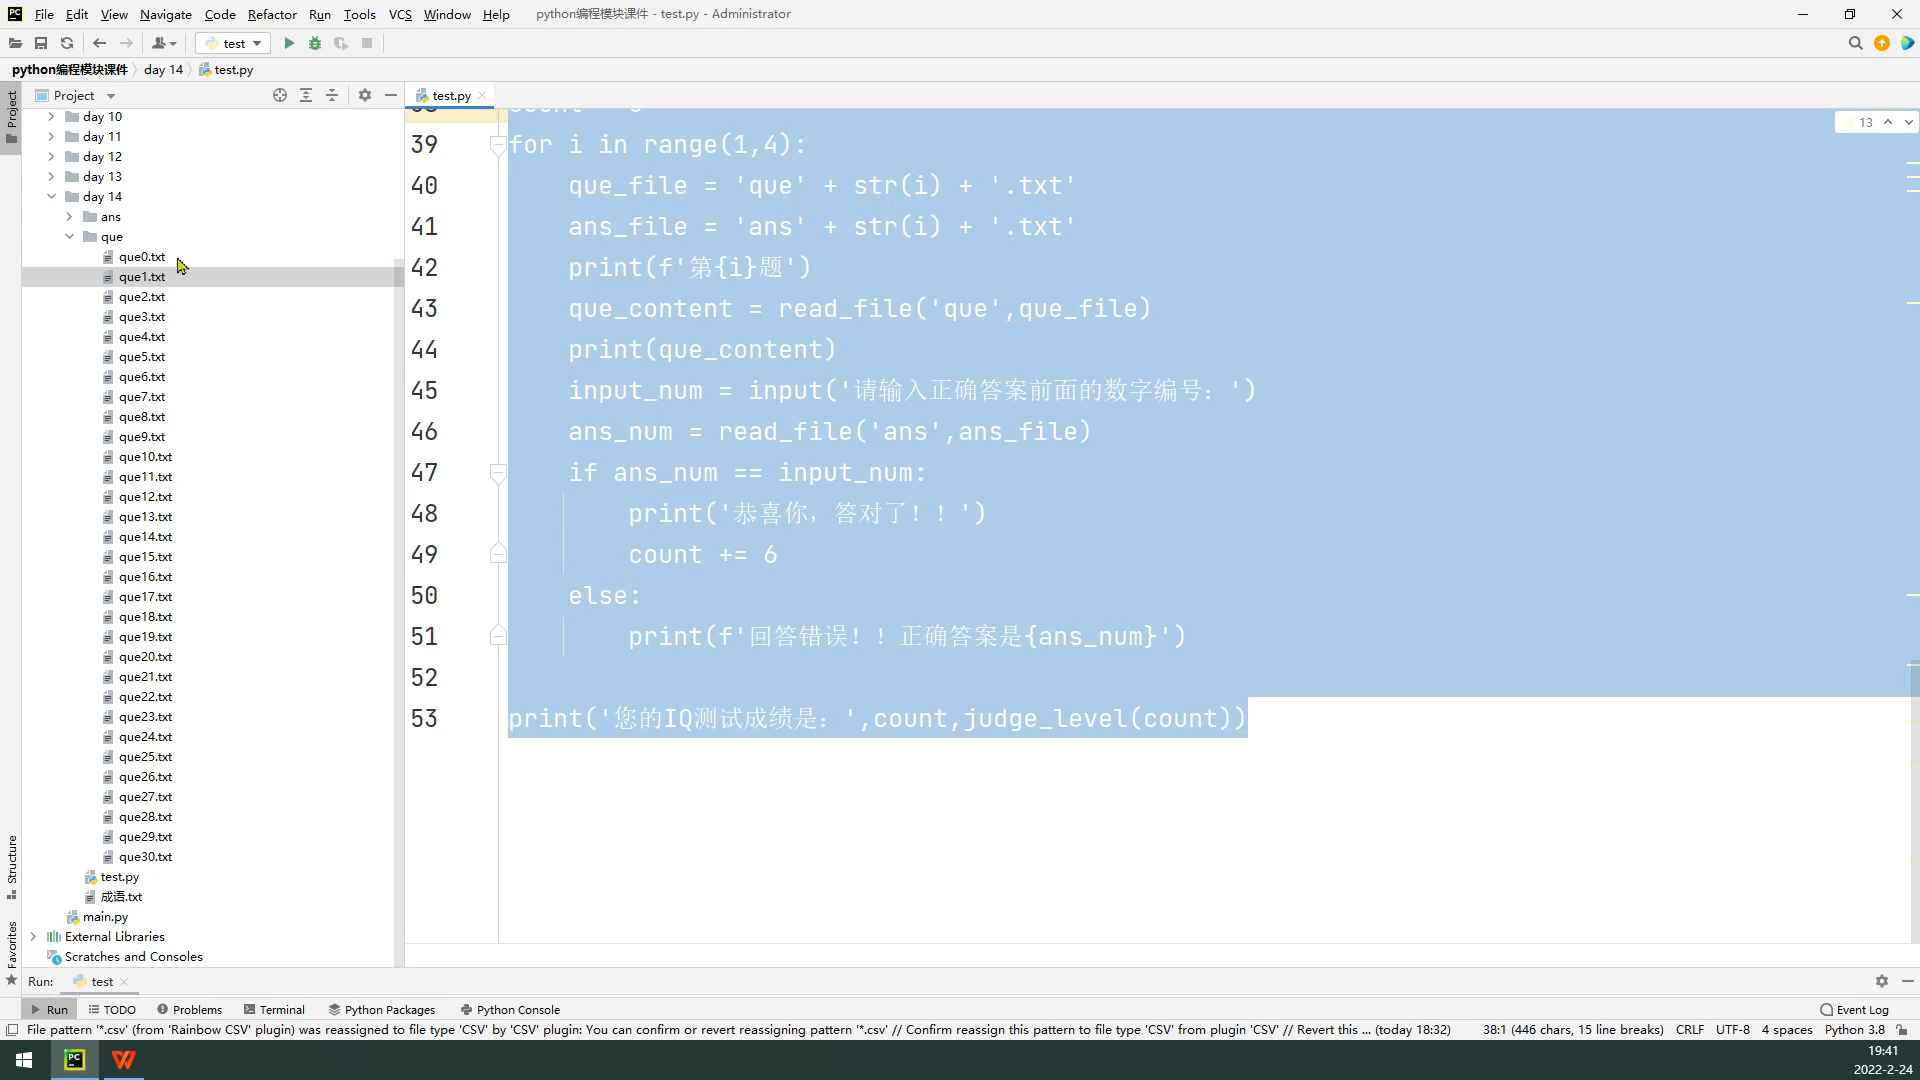 PC File Edit View Navigate Code Refactor Run Tools VCS Window Help python编程模块课件 - test.py - Administrator
test
python编程模块课件 day 14 test.py
Project
Project
test.py
day 10
day 11
day 12
day 13
day 14
ans
que
que0.txt
que1.txt
que2.txt
que3.txt
que4.txt
que5.txt
que6.txt
que7.txt
que8.txt
que9.txt
que10.txt
que11.txt
que12.txt
que13.txt
que14.txt
que15.txt
que16.txt
que17.txt
que18.txt
que19.txt
que20.txt
que21.txt
que22.txt
que23.txt
que24.txt
que25.txt
que26.txt
que27.txt
que28.txt
que29.txt
que30.txt
test.py
成语.txt
main.py
External Libraries
Scratches and Consoles
Structure
Favorites
13
39 for i in range(1,4):
40 que_file = 'que' + str(i) + '.txt'
41 ans_file = 'ans' + str(i) + '.txt'
42 print(f'第{i}题')
43 que_content = read_file('que',que_file)
44 print(que_content)
45 input_num = input('请输入正确答案前面的数字编号：')
46 ans_num = read_file('ans',ans_file)
47 if ans_num == input_num:
48 print('恭喜你，答对了！！')
49 count += 6
50 else:
51 print(f'回答错误！！正确答案是{ans_num}')
52
53 print('您的IQ测试成绩是：',count,judge_level(count))
Run: test
Run TODO Problems Terminal Python Packages Python Console Event Log
File pattern '*.csv' (from 'Rainbow CSV' plugin) was reassigned to file type 'CSV' by 'CSV' plugin: You can confirm or revert reassigning pattern '*.csv' // Confirm reassign this pattern to file type 'CSV' from plugin 'CSV' // Revert this ... (today 18:32) 38:1 (446 chars, 15 line breaks) CRLF UTF-8 4 spaces Python 3.8
PC W 19:41
2022-2-24